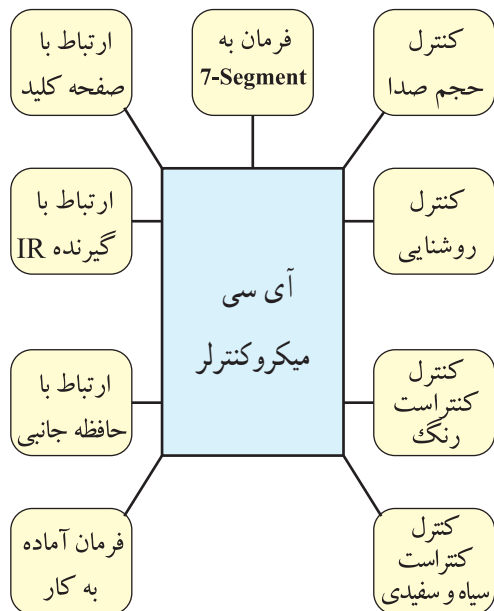 کنترل
حجم صدا
فرمان به
7-Segment
ارتباط با
صفحه کلید
کنترل
روشنایی
ارتباط با
گیرنده IR
آی سی
میکروکنترلر
کنترل
کنتراست
رنگ
ارتباط با
حافظه جانبی
کنترل
کنتراست
سیاه و سفیدی
فرمان آماده
به کار